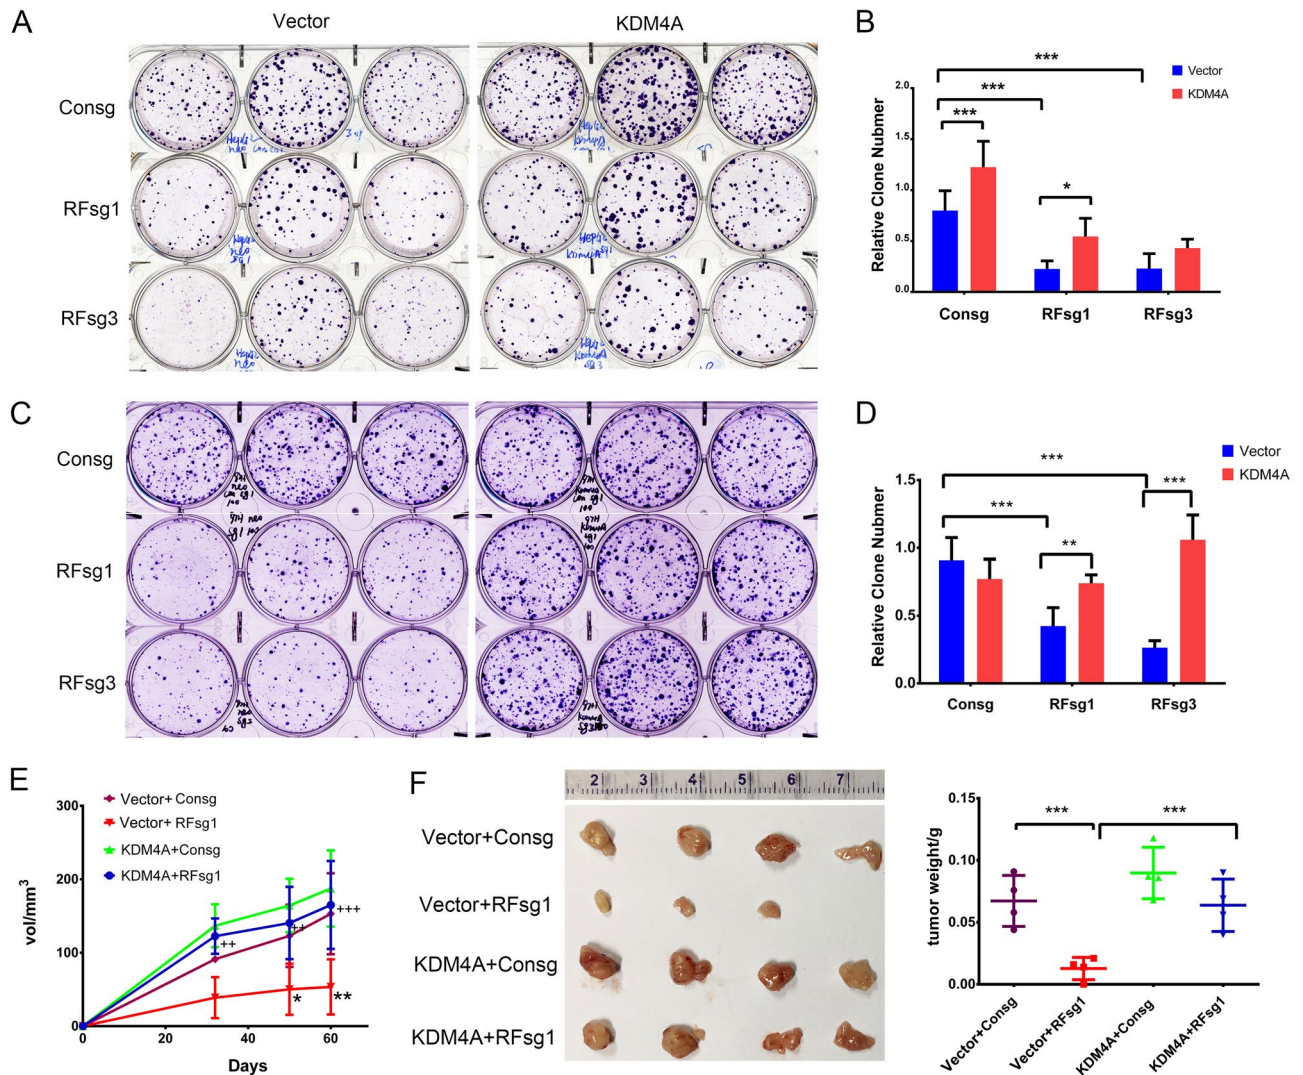 A
Vector
KDM4A
Consg
RFsg1
RFsg3
B
***
***
***
*
Vector
KDM4A
Relative Clone Nubmer
2.0
1.5
1.0
0.5
0.0
Consg
RFsg1
RFsg3
C
Consg
RFsg1
RFsg3
D
***
***
**
***
Vector
KDM4A
Relative Clone Nubmer
1.5
1.0
0.5
0.0
Consg
RFsg1
RFsg3
E
Vector+ Consg
Vector+ RFsg1
KDM4A+Consg
KDM4A+RFsg1
vol/mm³
300
200
100
0
++
++
+++
*
**
0
20
40
60
Days
F
2 3 4 5 6 7
Vector+Consg
Vector+RFsg1
KDM4A+Consg
KDM4A+RFsg1
tumor weight/g
0.15
0.10
0.05
0.00
***
***
Vector+Consg
Vector+RFsg1
KDM4A+Consg
KDM4A+RFsg1